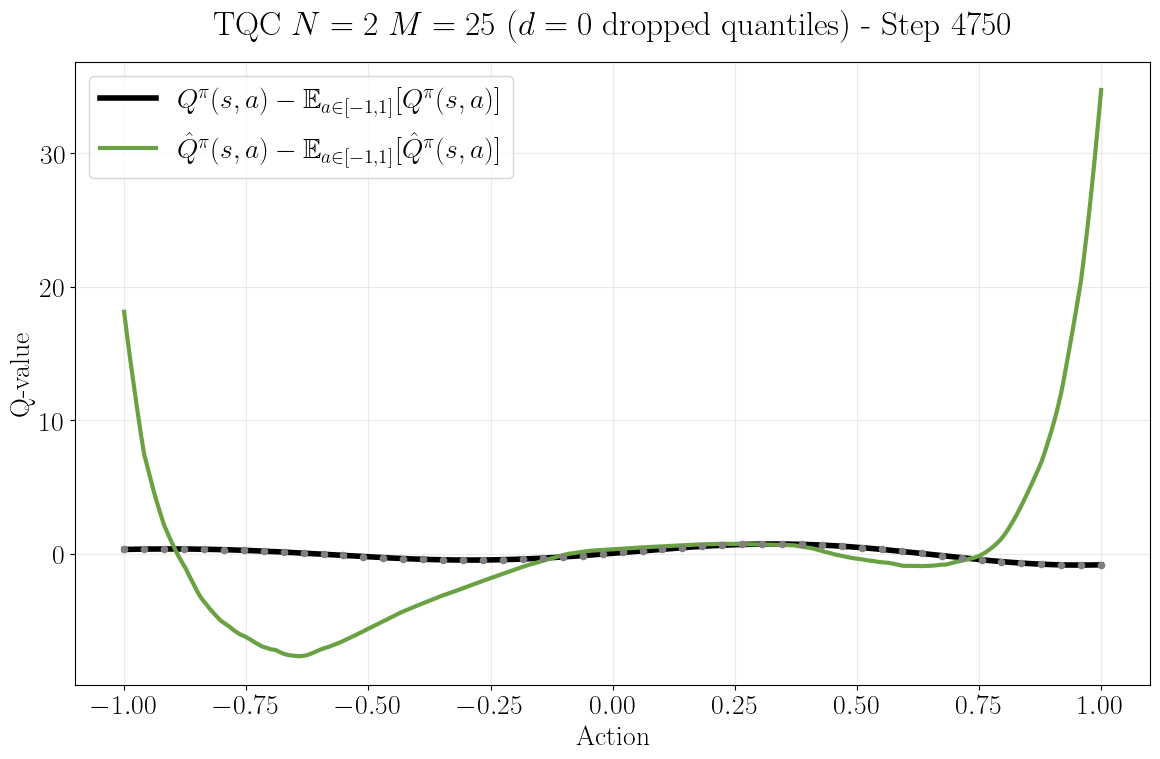 TQC N = 2 M = 25 (d = 0 dropped quantiles) - Step 4750
Q^π(s, a) − 𝔼_{a∈[−1,1]}[Q^π(s, a)]
Q̂^π(s, a) − 𝔼_{a∈[−1,1]}[Q̂^π(s, a)]
30
20
10
0
Q-value
−1.00 −0.75 −0.50 −0.25 0.00 0.25 0.50 0.75 1.00
Action